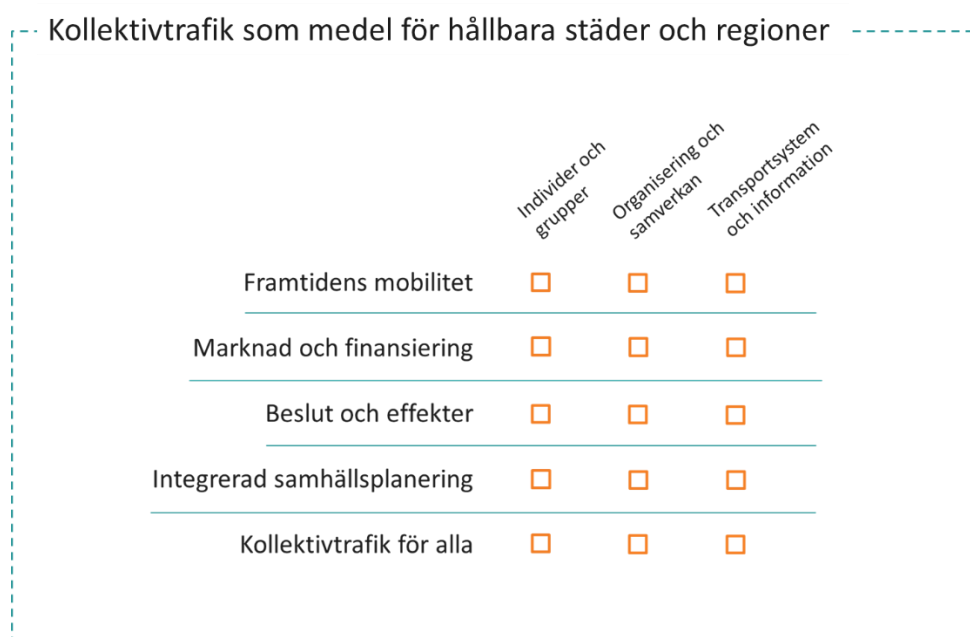 Kollektivtrafik som medel för hållbara städer och regioner
Individer och
grupper
Organisering och
samverkan
Transportsystem
och information
Framtidens mobilitet
Marknad och finansiering
Beslut och effekter
Integrerad samhällsplanering
Kollektivtrafik för alla